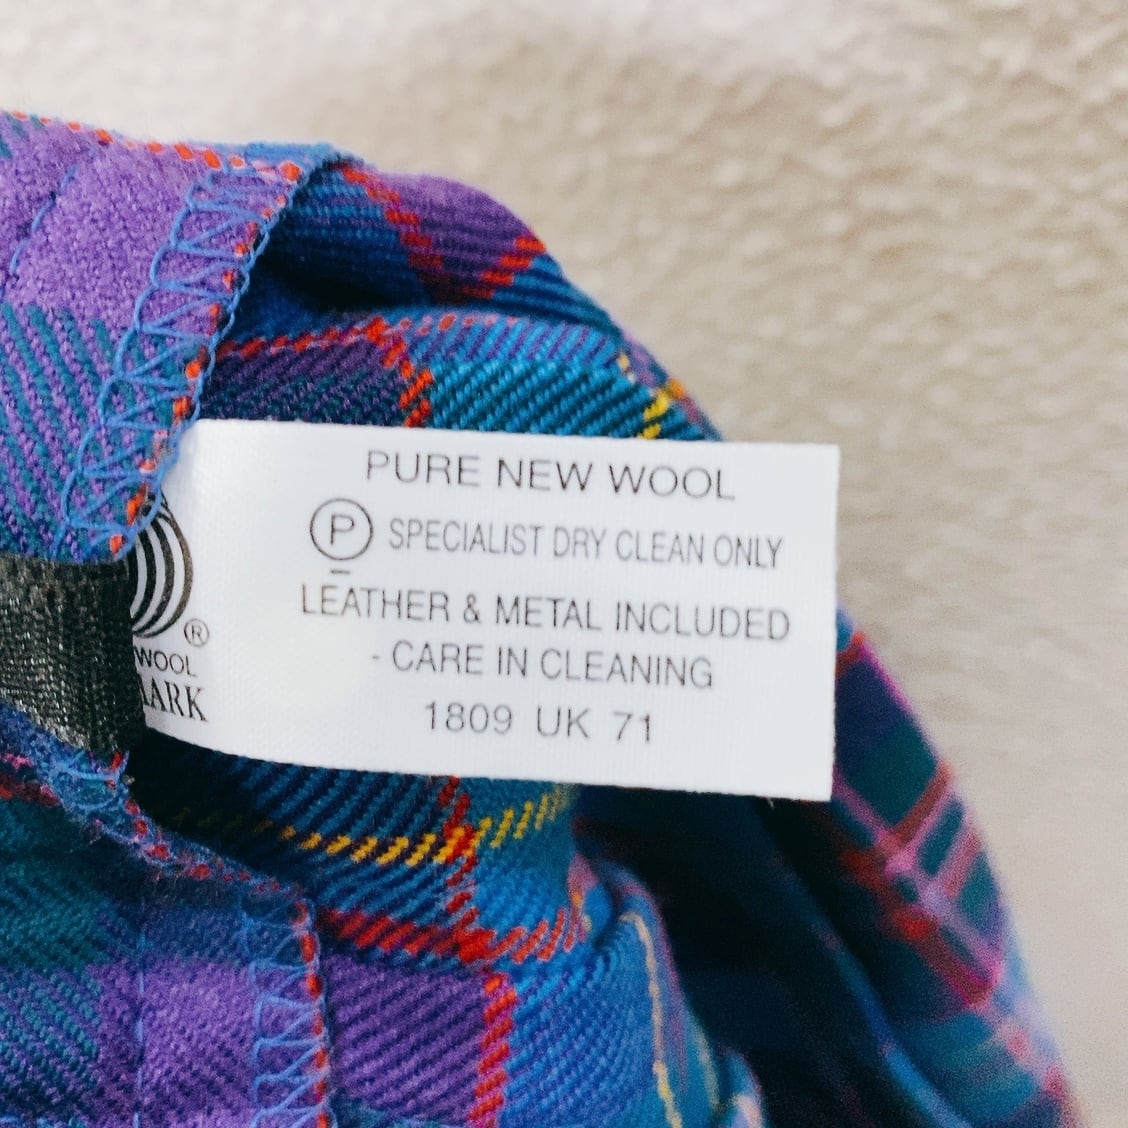 PURE NEW WOOL
P SPECIALIST DRY CLEAN ONLY
LEATHER & METAL INCLUDED
- CARE IN CLEANING
1809 UK 71
®
WOOL